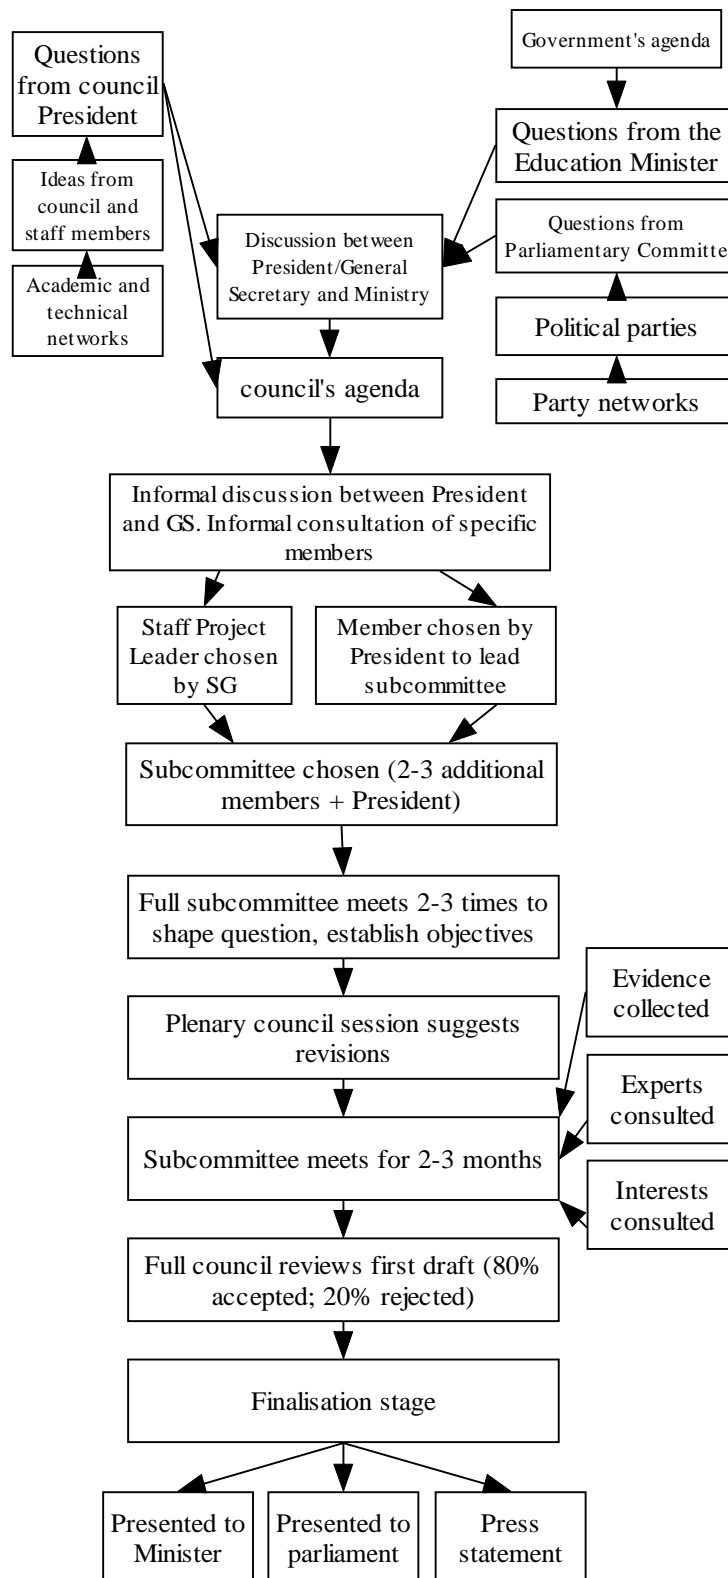 Questions
from council
President
Government's agenda
Questions from the
Education Minister
Ideas from
council and
staff members
Questions from
Parliamentary Committe
Discussion between
President/General
Secretary and Ministry
Academic and
technical
networks
Political parties
council's agenda
Party networks
Informal discussion between President
and GS. Informal consultation of specific
members
Staff Project
Leader chosen
by SG
Member chosen by
President to lead
subcommittee
Subcommittee chosen (2-3 additional
members + President)
Full subcommittee meets 2-3 times to
shape question, establish objectives
Evidence
collected
Plenary council session suggests
revisions
Experts
consulted
Subcommittee meets for 2-3 months
Interests
consulted
Full council reviews first draft (80%
accepted; 20% rejected)
Finalisation stage
Presented to
Minister
Presented to
parliament
Press
statement